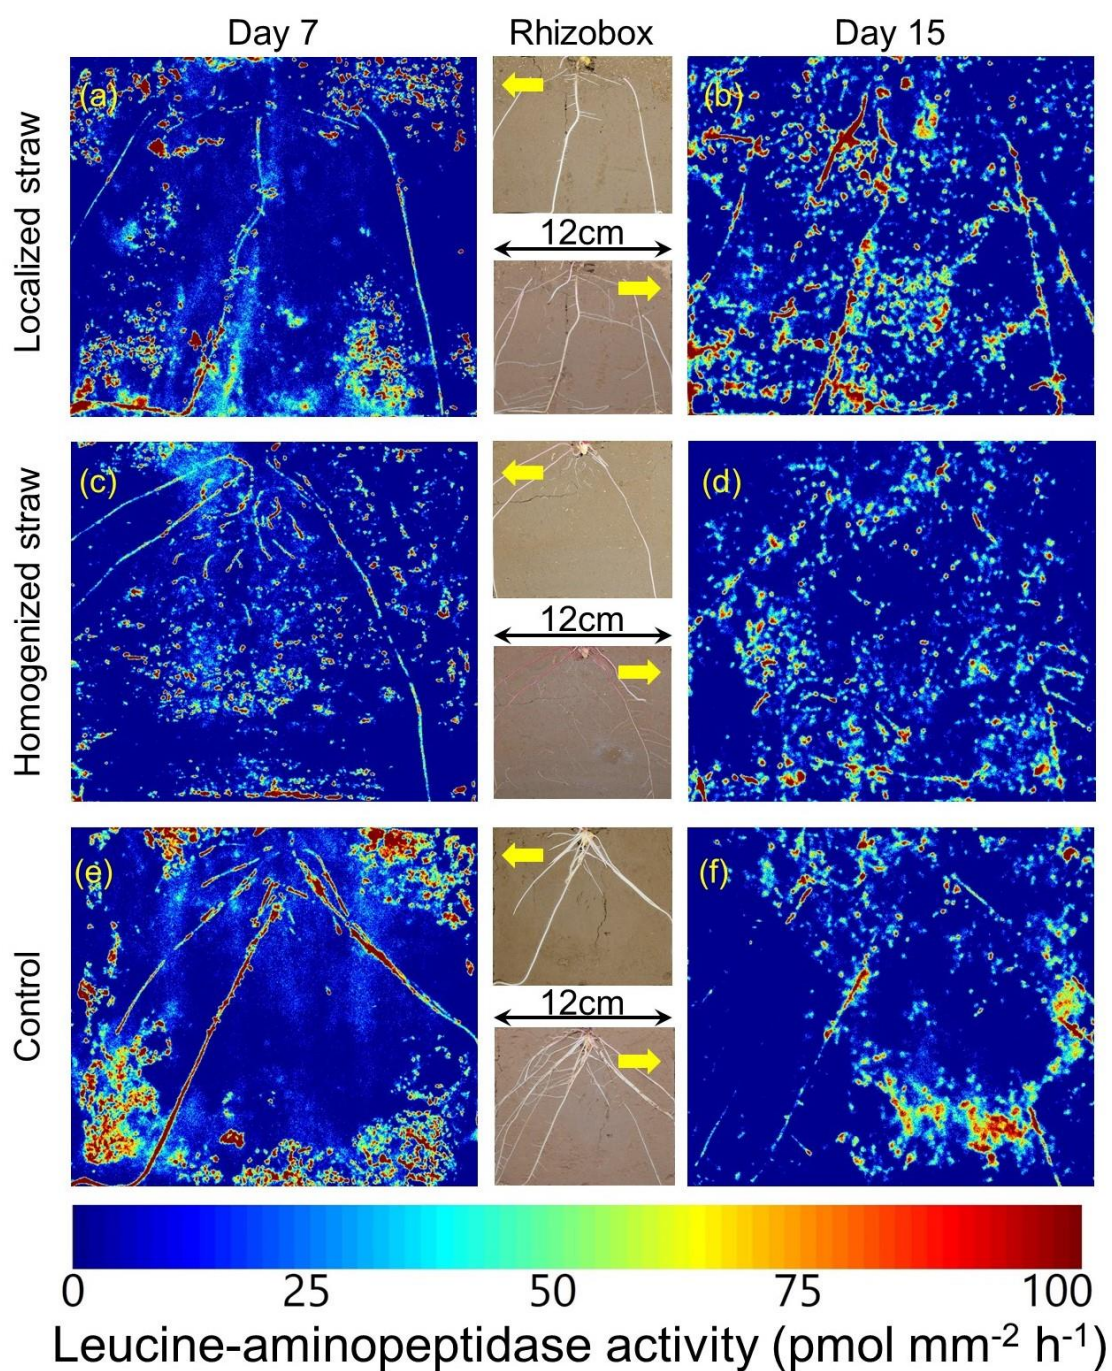 Day 7
Rhizobox
Day 15
Localized straw
(a)
12cm
(b)
Homogenized straw
(c)
12cm
(d)
Control
(e)
12cm
(f)
0 25 50 75 100
Leucine-aminopeptidase activity (pmol mm⁻² h⁻¹)